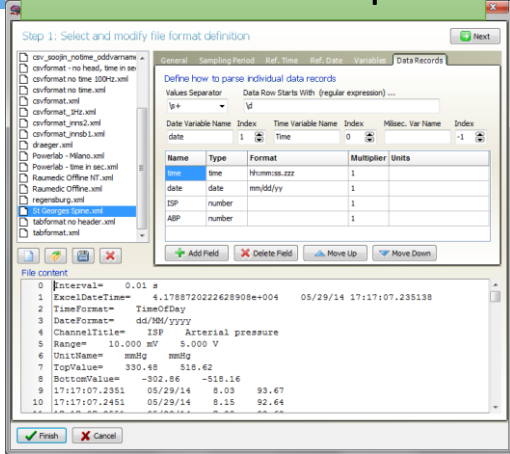 Step 1: Select and modify file format definition
Next
csv_soojin_notime_oddvarname
csvformat - no head, time in se
csvformat no time 100Hz.xml
csvformat no time.xml
csvformat.xml
csvformat_1Hz.xml
csvformat_inns2.xml
csvformat_innsb1.xml
draeger.xml
Powerlab - Milano.xml
Powerlab - time in sec.xml
Raumedic Offline NT.xml
Raumedic Offline.xml
regensburg.xml
St Georges Spine.xml
tabformat no header.xml
tabformat.xml
General Sampling Period Ref. Time Ref. Date Variables Data Records
Define how to parse individual data records
Values Separator Data Row Starts With (regular expression) ....
\s+ \d
Date Variable Name Index Time Variable Name Index Milisec. Var Name Index
date 1 Time 0 -1
Name Type Format Multiplier Units
time time hh:mm:ss.zzz 1
date date mm/dd/yy 1
ISP number 1
ABP number 1
Add Field Delete Field Move Up Move Down
File content
0 Interval= 0.01 s
1 ExcelDateTime= 4.1788720222628908e+004 05/29/14 17:17:07.235138
2 TimeFormat= TimeOfDay
3 DateFormat= dd/MM/yyyy
4 ChannelTitle= ISP Arterial pressure
5 Range= 10.000 mV 5.000 V
6 UnitName= mmHg mmHg
7 TopValue= 330.48 518.62
8 BottomValue= -302.86 -518.16
9 17:17:07.2351 05/29/14 8.03 93.67
10 17:17:07.2451 05/29/14 8.15 92.64
Finish Cancel